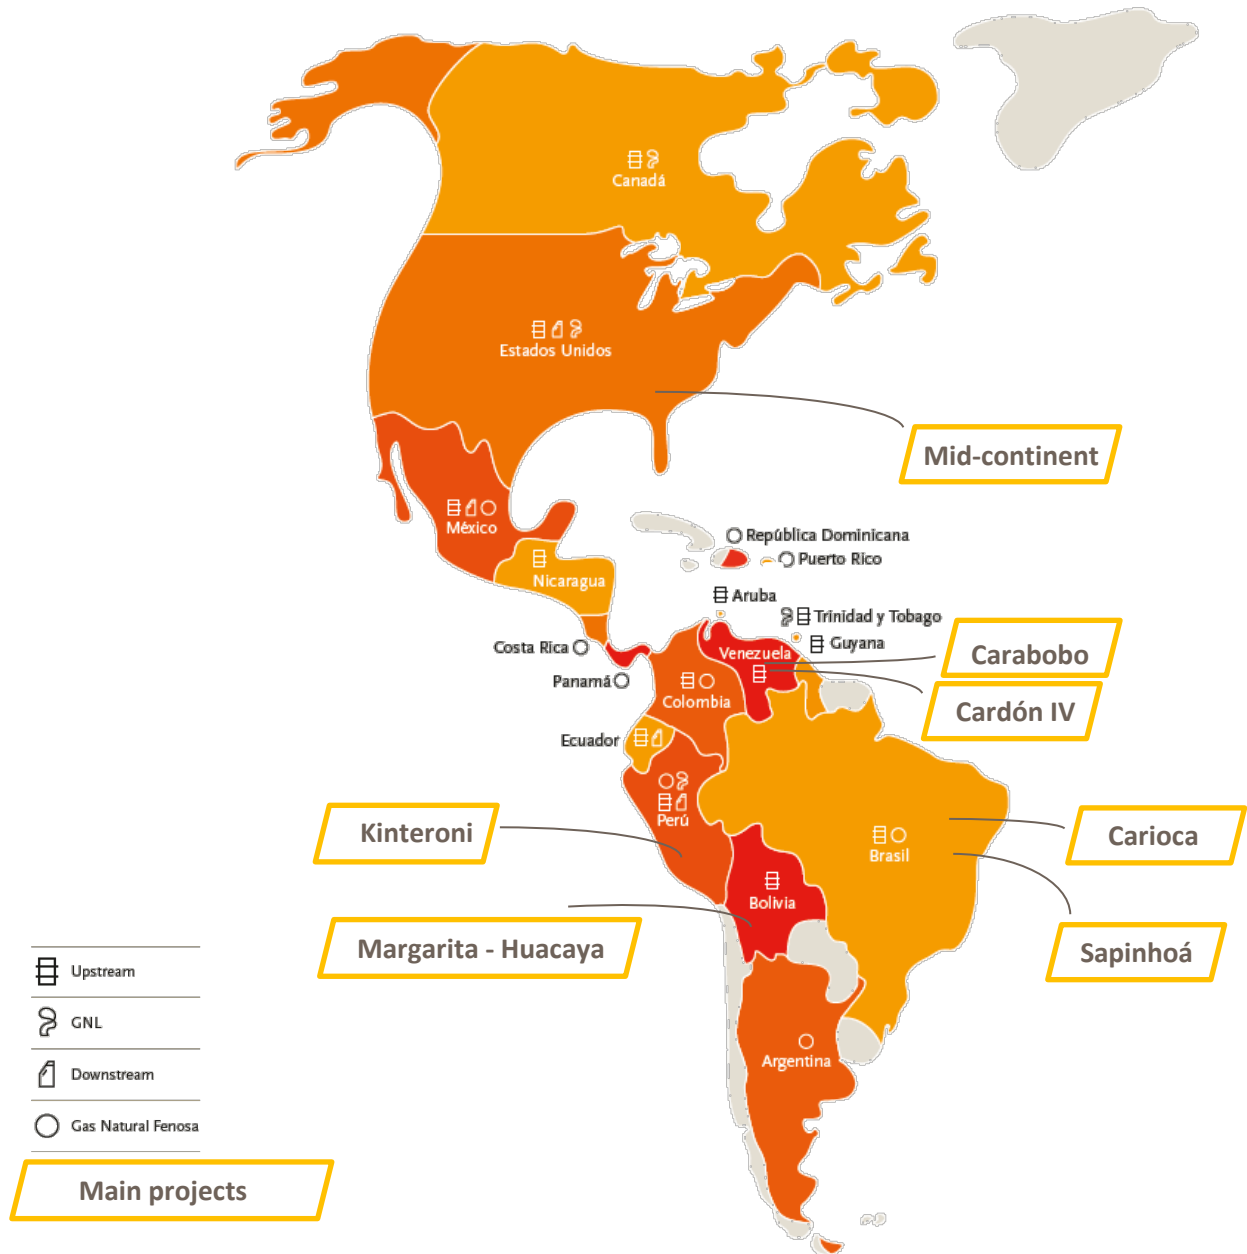 Canadá
Estados Unidos
Mid-continent
México
República Dominicana
Puerto Rico
Nicaragua
Aruba
Trinidad y Tobago
Guyana
Costa Rica
Venezuela
Carabobo
Panamá
Colombia
Cardón IV
Ecuador
Perú
Kinteroni
Brasil
Carioca
Bolivia
Margarita - Huacaya
Sapinhoá
Upstream
GNL
Argentina
Downstream
Gas Natural Fenosa
Main projects